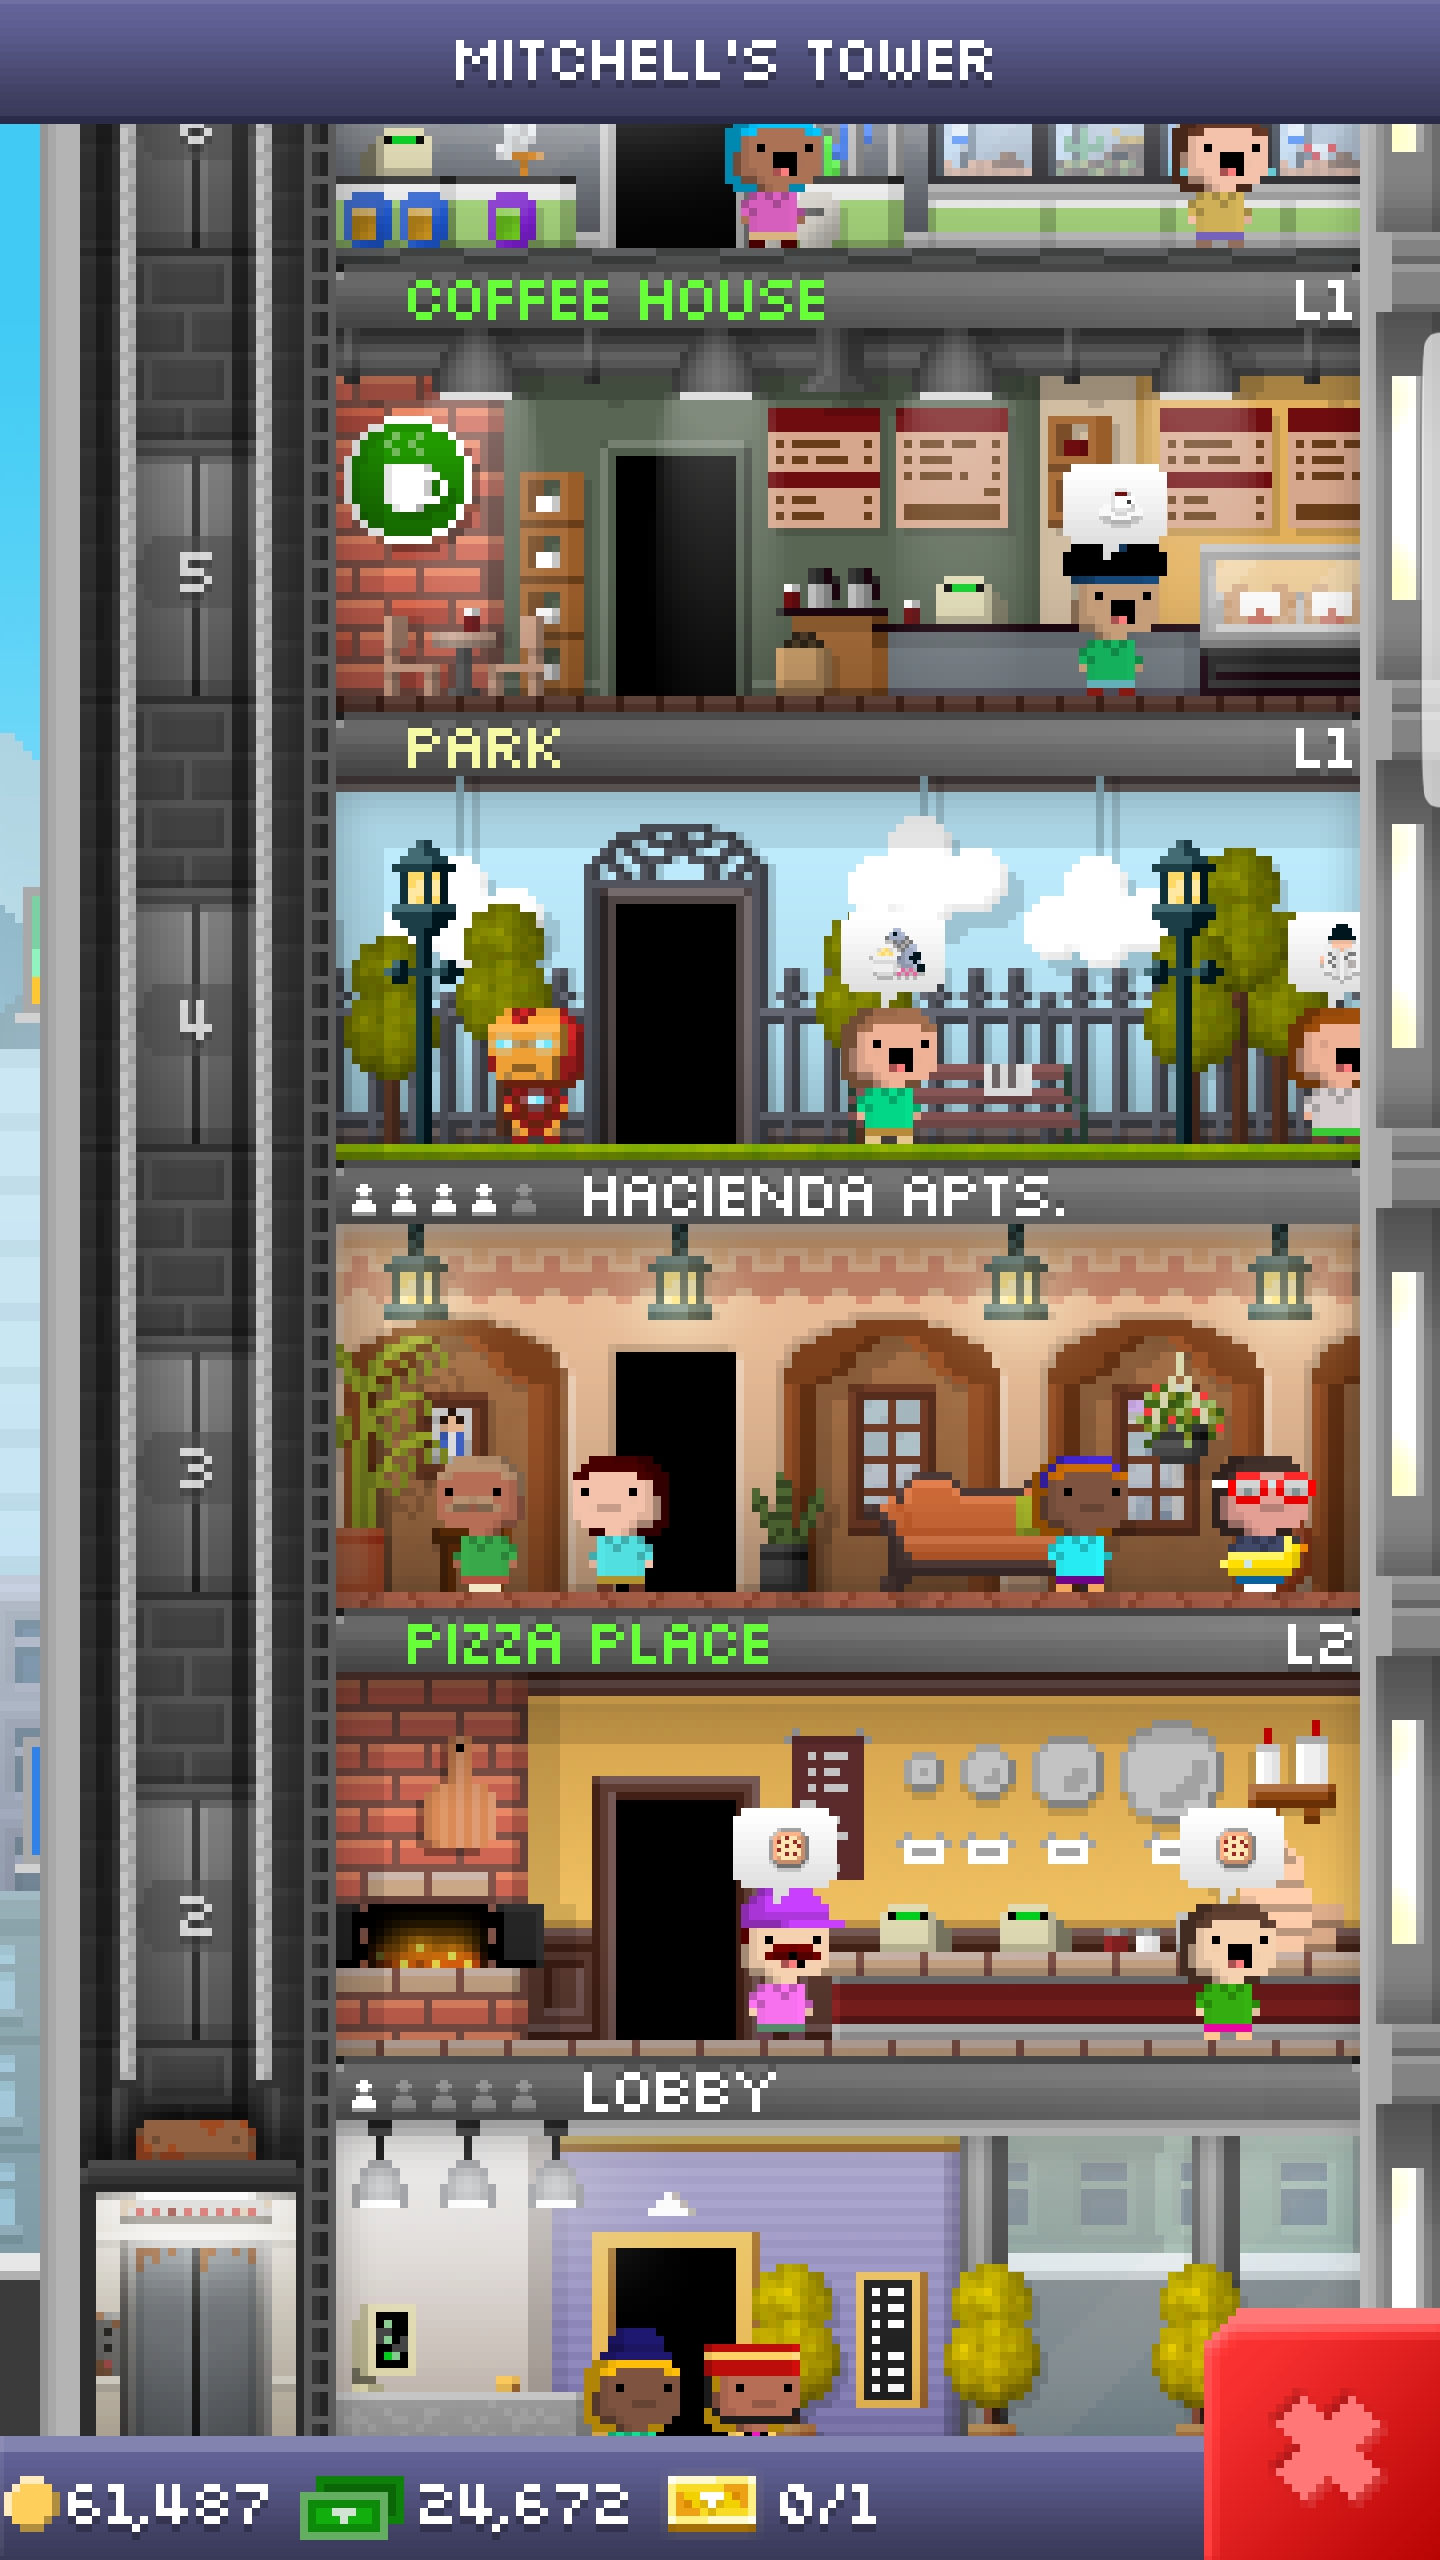 MITCHELL'S TOWER
COFFEE HOUSE L1
5
PARK L1
4
HACIENDA APTS.
3
PIZZA PLACE L2
2
LOBBY
61,487 24,672 0/1